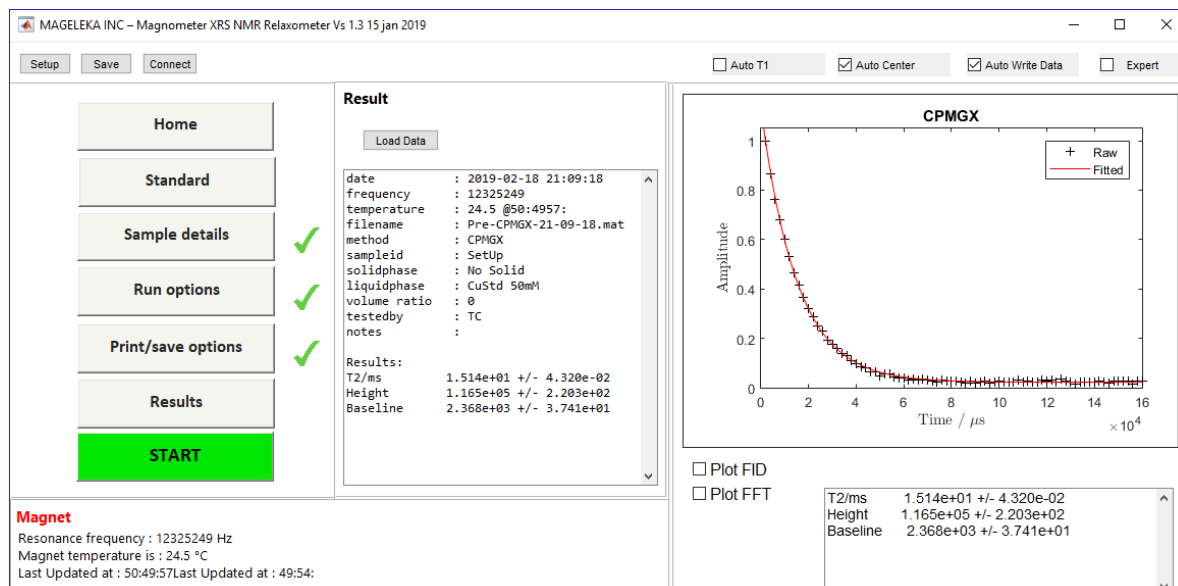 MAGELEKA INC – Magnometer XRS NMR Relaxometer Vs 1.3 15 jan 2019
Setup Save Connect
Auto T1 Auto Center Auto Write Data Expert
Home
Standard
Sample details
Run options
Print/save options
Results
START
Result
Load Data
date : 2019-02-18 21:09:18
frequency : 12325249
temperature : 24.5 @50:4957:
filename : Pre-CPMGX-21-09-18.mat
method : CPMGX
sampleid : SetUp
solidphase : No Solid
liquidphase : CuStd 50mM
volume ratio : 0
testedby : TC
notes :
Results:
T2/ms 1.514e+01 +/- 4.320e-02
Height 1.165e+05 +/- 2.203e+02
Baseline 2.368e+03 +/- 3.741e+01
CPMGX
Raw
Fitted
Amplitude
1
0.8
0.6
0.4
0.2
0
0 2 4 6 8 10 12 14 16
Time / μs
×10⁴
Plot FID
Plot FFT
T2/ms 1.514e+01 +/- 4.320e-02
Height 1.165e+05 +/- 2.203e+02
Baseline 2.368e+03 +/- 3.741e+01
Magnet
Resonance frequency : 12325249 Hz
Magnet temperature is : 24.5 °C
Last Updated at : 50:49:57Last Updated at : 49:54: